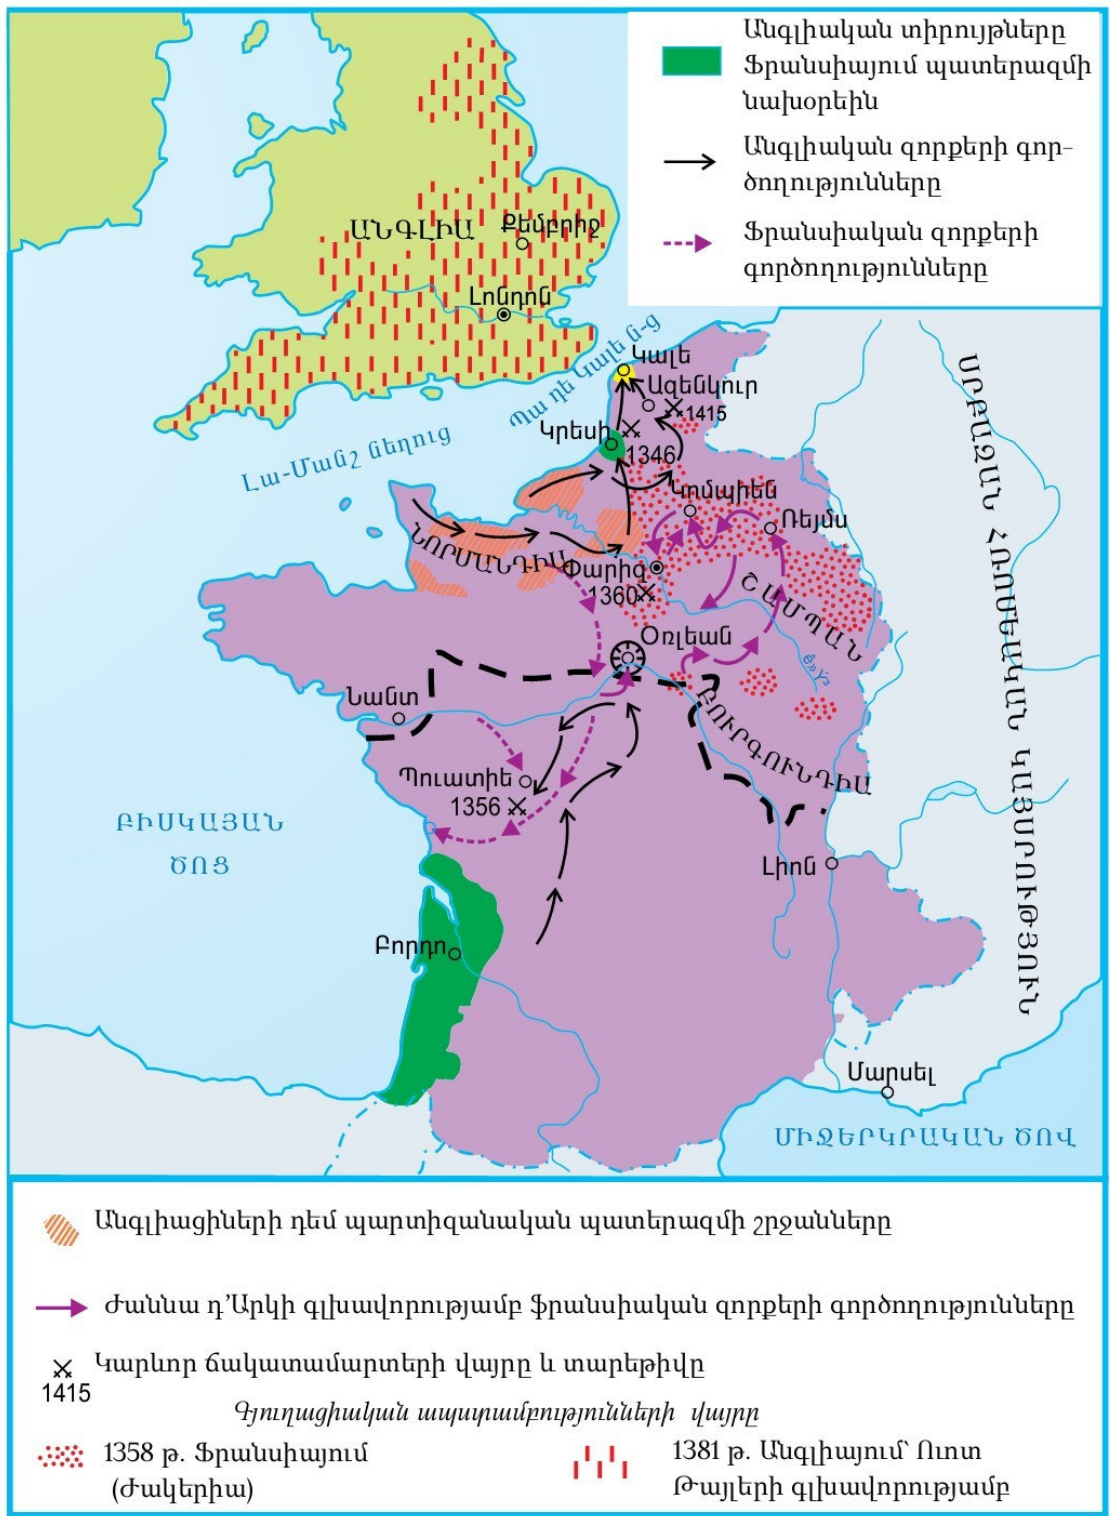 Անգլիական տիրույթները
Ֆրանսիայում պատերազմի
նախօրեին
Անգլիական զորքերի գոր-
ծողությունները
Ֆրանսիական զորքերի
գործողությունները
ԱՆԳԼԻԱ
Քեմբրիջ
Լոնդոն
Պա դե Կալե ն-ց
Կալե
Ազենկուր
1415
Լա-Մանշ նեղուց
Կրեսի
1346
Կոմպիեն
Ռեյմս
ՆՈՐՄԱՆԴԻԱ
Փարիզ
1360
ՇԱՄՊԱՆ
Օռլեան
ՍՐԲԱԶԱՆ ՀՌՈՄԵԱԿԱՆ ԿԱՅՍՐՈՒԹՅՈՒՆ
Նանտ
ԲՈՒՐԳՈՒՆԴԻԱ
Պուատիե
1356
ԲԻՍԿԱՅԱՆ
ԾՈՑ
Լիոն
Բորդո
Մարսել
ՄԻՋԵՐԿՐԱԿԱՆ ԾՈՎ
Անգլիացիների դեմ պարտիզանական պատերազմի շրջանները
Ժաննա դ’Արկի գլխավորությամբ ֆրանսիական զորքերի գործողությունները
Կարևոր ճակատամարտերի վայրը և տարեթիվը
1415
Գյուղացիական ապստամբությունների վայրը
1358 թ. Ֆրանսիայում
(Ժակերիա)
1381 թ. Անգլիայում՝ Ուոտ
Թայլերի գլխավորությամբ